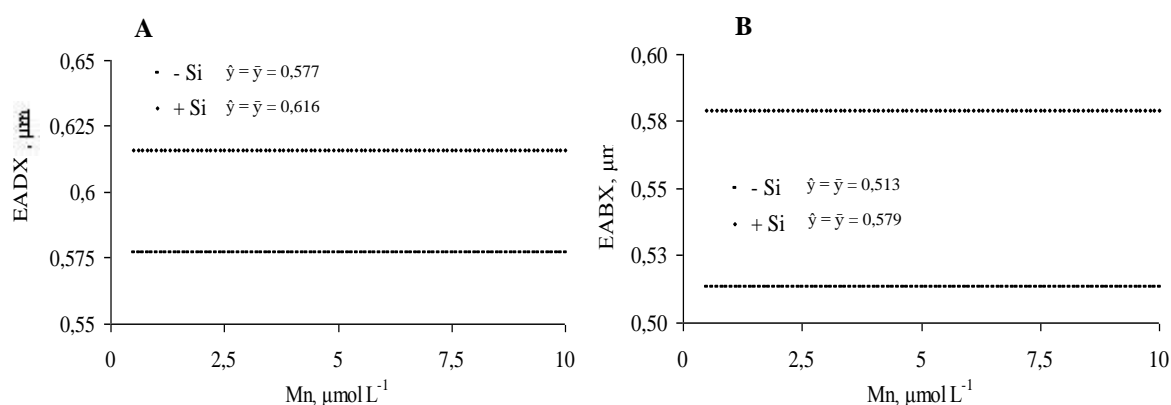 A
EADX , µm
0,65
0,625
0,6
0,575
0,55
- Si ŷ = ȳ = 0,577
+ Si ŷ = ȳ = 0,616
0 2,5 5 7,5 10
Mn, µmol L-1
B
EABX, µm
0,60
0,58
0,55
0,53
0,50
- Si ŷ = ȳ = 0,513
+ Si ŷ = ȳ = 0,579
0 2,5 5 7,5 10
Mn, µmol L-1